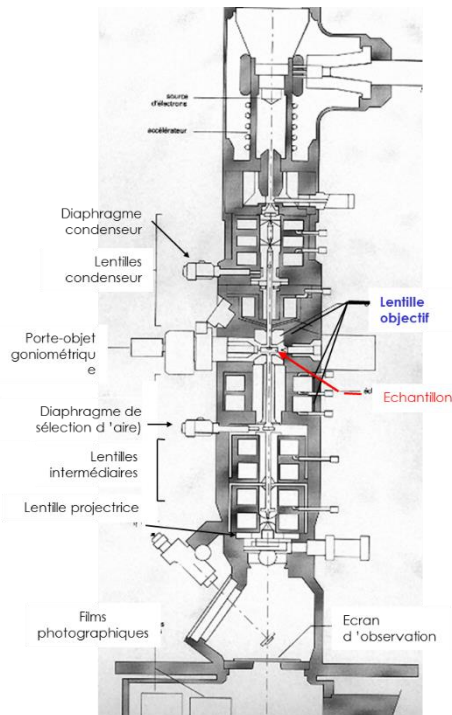 source
d'électrons
accélérateur
Diaphragme
condenseur
Lentilles
condenseur
Lentille
objectif
Porte-objet
goniométriqu
e
Echantillon
Diaphragme de
sélection d 'aire)
Lentilles
intermédiaires
Lentille projectrice
Films
photographiques
Ecran
d 'observation